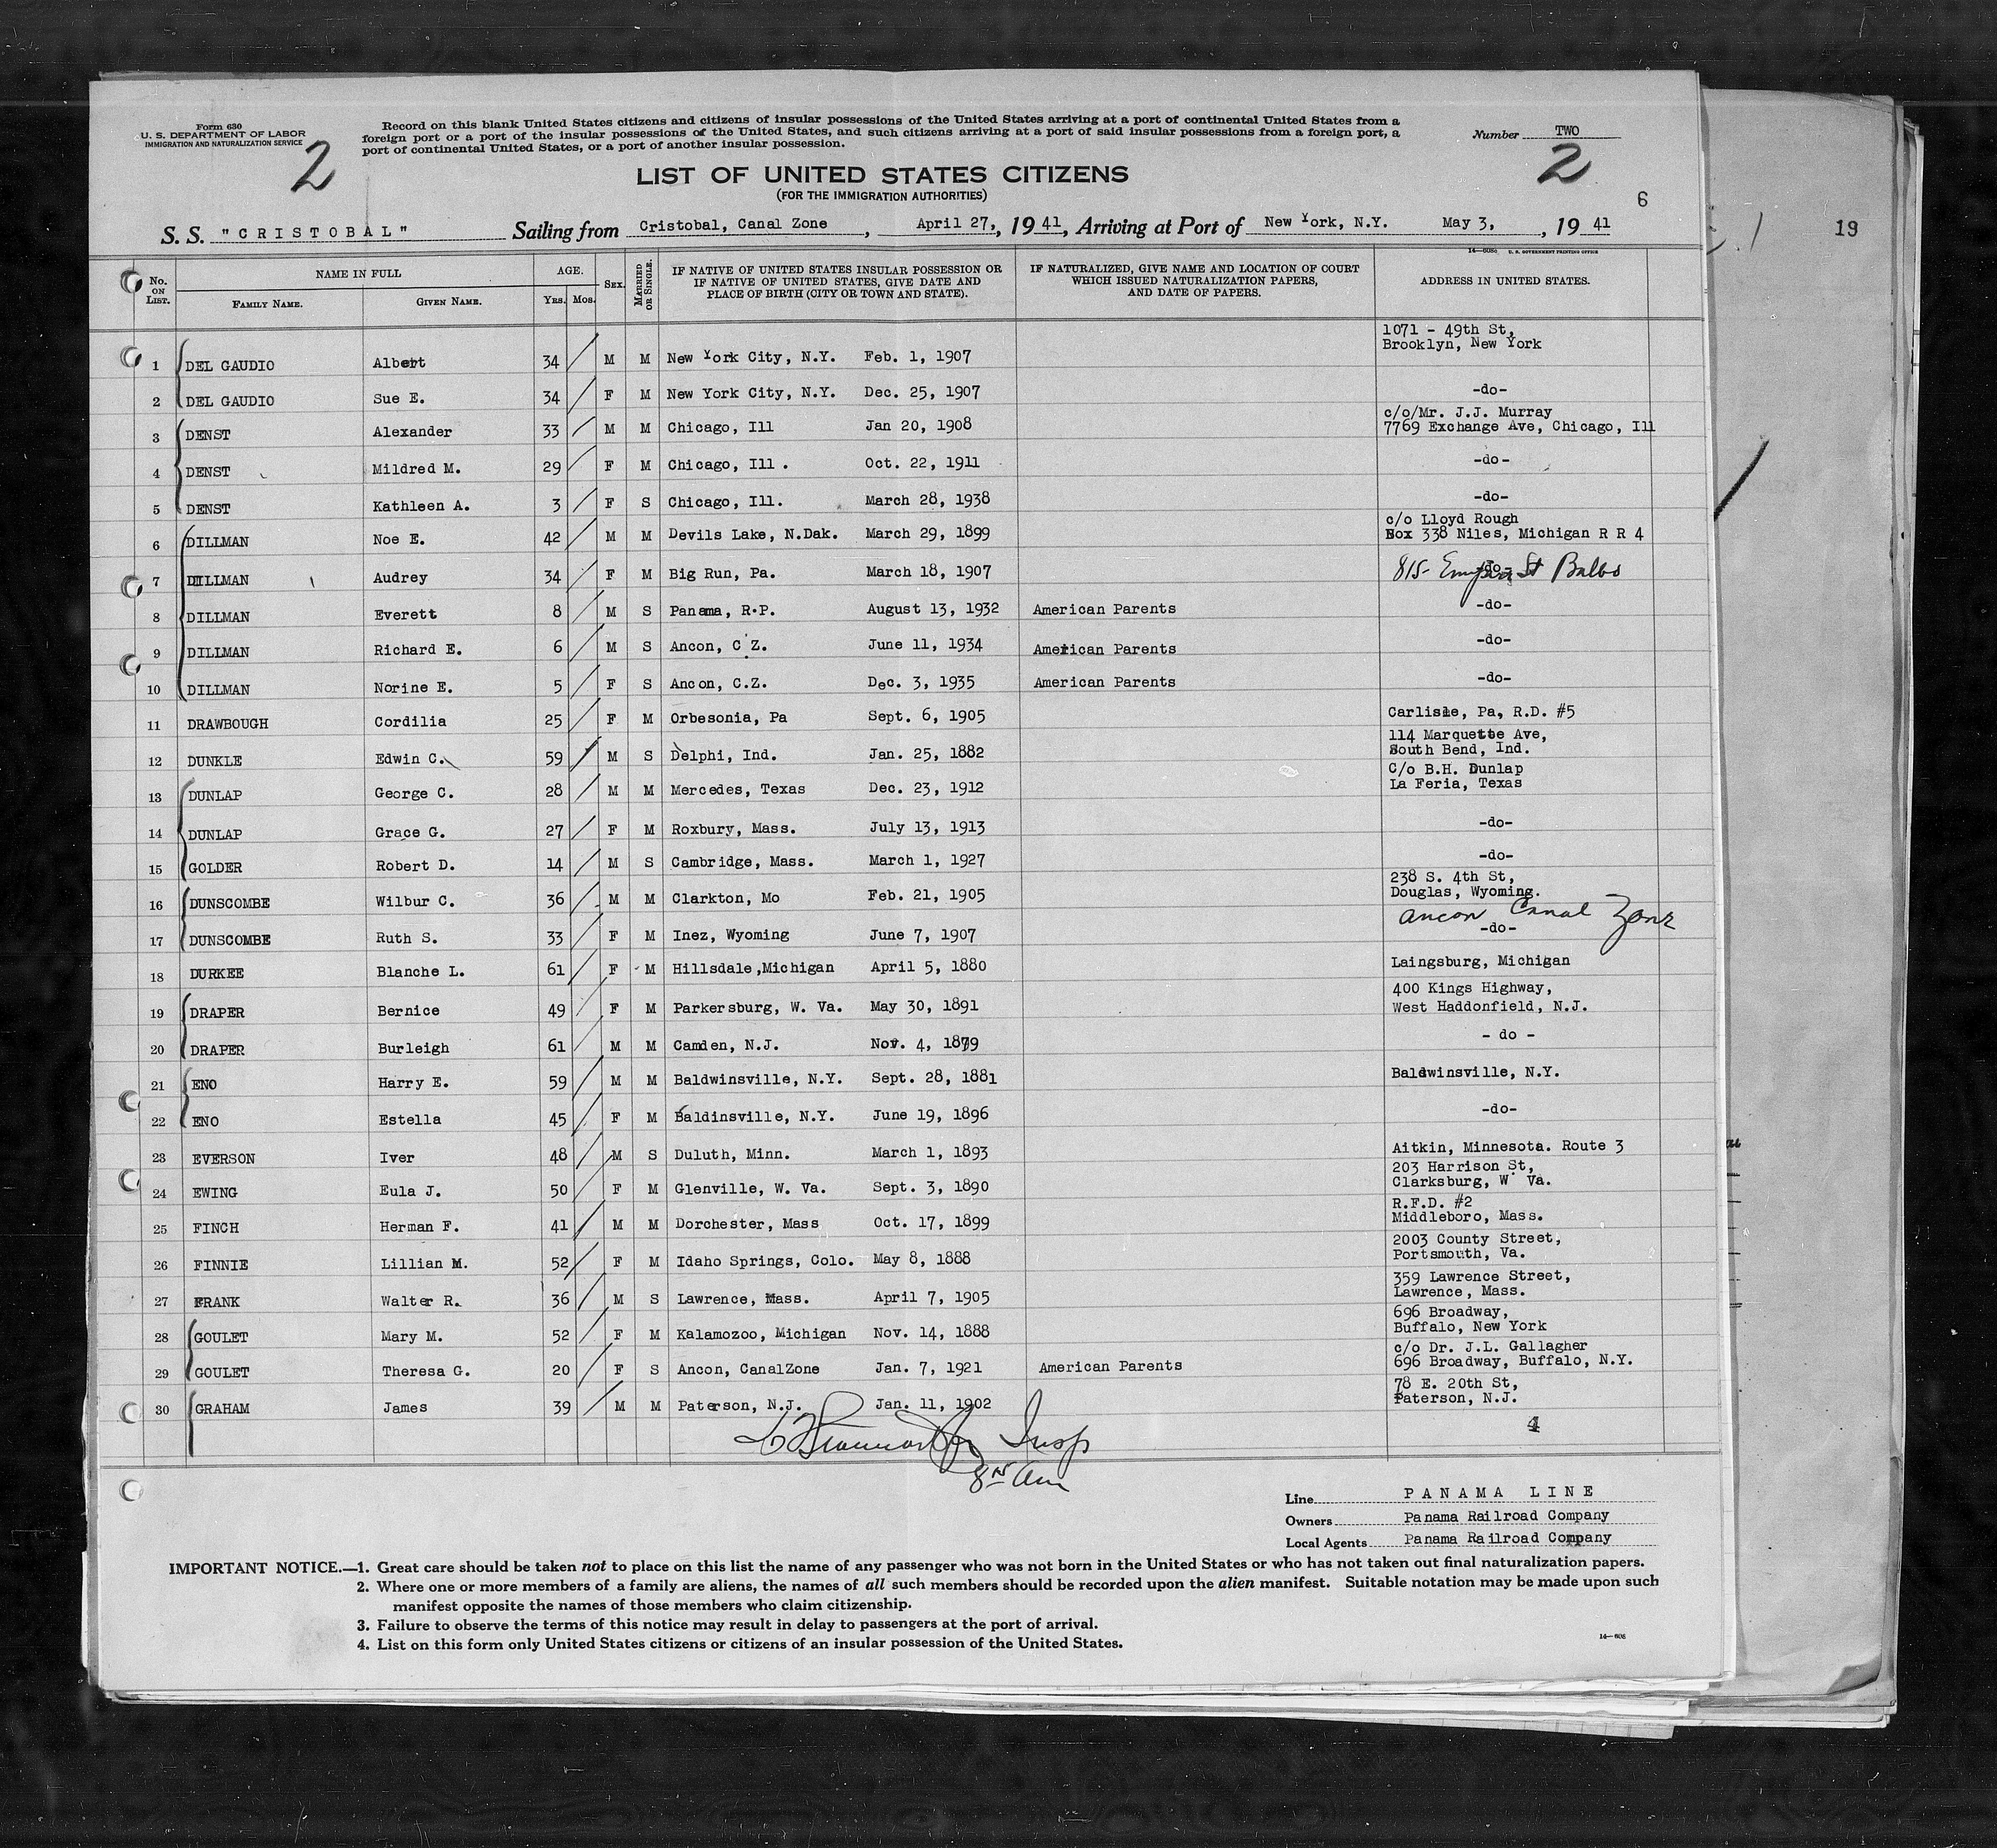 Form 630
U. S. DEPARTMENT OF LABOR
IMMIGRATION AND NATURALIZATION SERVICE
2
Record on this blank United States citizens and citizens of insular possessions of the United States arriving at a port of continental United States from a
foreign port or a port of the insular possessions of the United States, and such citizens arriving at a port of said insular possessions from a foreign port, a
port of continental United States, or a port of another insular possession.
Number TWO
2
LIST OF UNITED STATES CITIZENS
(FOR THE IMMIGRATION AUTHORITIES)
6
S. S. "CRISTOBAL" Sailing from Cristobal, Canal Zone, April 27, 1941, Arriving at Port of New York, N.Y. May 3, , 1941
19
14—608a U. S. GOVERNMENT PRINTING OFFICE
No. ON LIST. NAME IN FULL FAMILY NAME. GIVEN NAME. AGE. Yrs. Mos. SEX. MARRIED OR SINGLE. IF NATIVE OF UNITED STATES INSULAR POSSESSION OR IF NATIVE OF UNITED STATES, GIVE DATE AND PLACE OF BIRTH (CITY OR TOWN AND STATE). IF NATURALIZED, GIVE NAME AND LOCATION OF COURT WHICH ISSUED NATURALIZATION PAPERS, AND DATE OF PAPERS. ADDRESS IN UNITED STATES.
1 DEL GAUDIO Albert 34 M M New York City, N.Y. Feb. 1, 1907 1071 - 49th St, Brooklyn, New York
2 DEL GAUDIO Sue E. 34 F M New York City, N.Y. Dec. 25, 1907 -do-
3 DENST Alexander 33 M M Chicago, Ill Jan 20, 1908 c/o/Mr. J.J. Murray 7769 Exchange Ave, Chicago, Ill
4 DENST Mildred M. 29 F M Chicago, Ill . Oct. 22, 1911 -do-
5 DENST Kathleen A. 3 F S Chicago, Ill. March 28, 1938 -do-
6 DILLMAN Noe E. 42 M M Devils Lake, N.Dak. March 29, 1899 c/o Lloyd Rough Box 338 Niles, Michigan R R 4
7 DILLMAN Audrey 34 F M Big Run, Pa. March 18, 1907 -do- 815- St Balbo
8 DILLMAN Everett 8 M S Panama, R.P. August 13, 1932 American Parents -do-
9 DILLMAN Richard E. 6 M S Ancon, C Z. June 11, 1934 American Parents -do-
10 DILLMAN Norine E. 5 F S Ancon, C.Z. Dec. 3, 1935 American Parents -do-
11 DRAWBOUGH Cordilia 25 F M Orbesonia, Pa Sept. 6, 1905 Carlisle, Pa, R.D. #5
12 DUNKLE Edwin C. 59 M S Delphi, Ind. Jan. 25, 1882 114 Marquette Ave, South Bend, Ind.
13 DUNLAP George C. 28 M M Mercedes, Texas Dec. 23, 1912 C/o B.H. Dunlap La Feria, Texas
14 DUNLAP Grace G. 27 F M Roxbury, Mass. July 13, 1913 -do-
15 GOLDER Robert D. 14 M S Cambridge, Mass. March 1, 1927 -do-
16 DUNSCOMBE Wilbur C. 36 M M Clarkton, Mo Feb. 21, 1905 238 S. 4th St, Douglas, Wyoming.
Ancon Canal Zone
17 DUNSCOMBE Ruth S. 33 F M Inez, Wyoming June 7, 1907 -do-
18 DURKEE Blanche L. 61 F M Hillsdale,Michigan April 5, 1880 Laingsburg, Michigan
19 DRAPER Bernice 49 F M Parkersburg, W. Va. May 30, 1891 400 Kings Highway, West Haddonfield, N.J.
20 DRAPER Burleigh 61 M M Camden, N.J. Nov. 4, 1879 - do -
21 ENO Harry E. 59 M M Baldwinsville, N.Y. Sept. 28, 1881 Baldwinsville, N.Y.
22 ENO Estella 45 F M Baldinsville, N.Y. June 19, 1896 -do-
23 EVERSON Iver 48 M S Duluth, Minn. March 1, 1893 Aitkin, Minnesota. Route 3
24 EWING Eula J. 50 F M Glenville, W. Va. Sept. 3, 1890 203 Harrison St, Clarksburg, W Va.
25 FINCH Herman F. 41 M M Dorchester, Mass Oct. 17, 1899 R.F.D. #2 Middleboro, Mass.
26 FINNIE Lillian M. 52 F M Idaho Springs, Colo. May 8, 1888 2003 County Street, Portsmouth, Va.
27 FRANK Walter R. 36 M S Lawrence, Mass. April 7, 1905 359 Lawrence Street, Lawrence, Mass.
28 GOULET Mary M. 52 F M Kalamozoo, Michigan Nov. 14, 1888 696 Broadway, Buffalo, New York
29 GOULET Theresa G. 20 F S Ancon, CanalZone Jan. 7, 1921 American Parents c/o Dr. J.L. Gallagher 696 Broadway, Buffalo, N.Y.
30 GRAHAM James 39 M M Paterson, N.J. Jan. 11, 1902 78 E. 20th St, Paterson, N.J.
4
Insp
Line PANAMA LINE
Owners Panama Railroad Company
Local Agents Panama Railroad Company
IMPORTANT NOTICE.—1. Great care should be taken not to place on this list the name of any passenger who was not born in the United States or who has not taken out final naturalization papers.
2. Where one or more members of a family are aliens, the names of all such members should be recorded upon the alien manifest. Suitable notation may be made upon such
manifest opposite the names of those members who claim citizenship.
3. Failure to observe the terms of this notice may result in delay to passengers at the port of arrival.
4. List on this form only United States citizens or citizens of an insular possession of the United States.
14—608